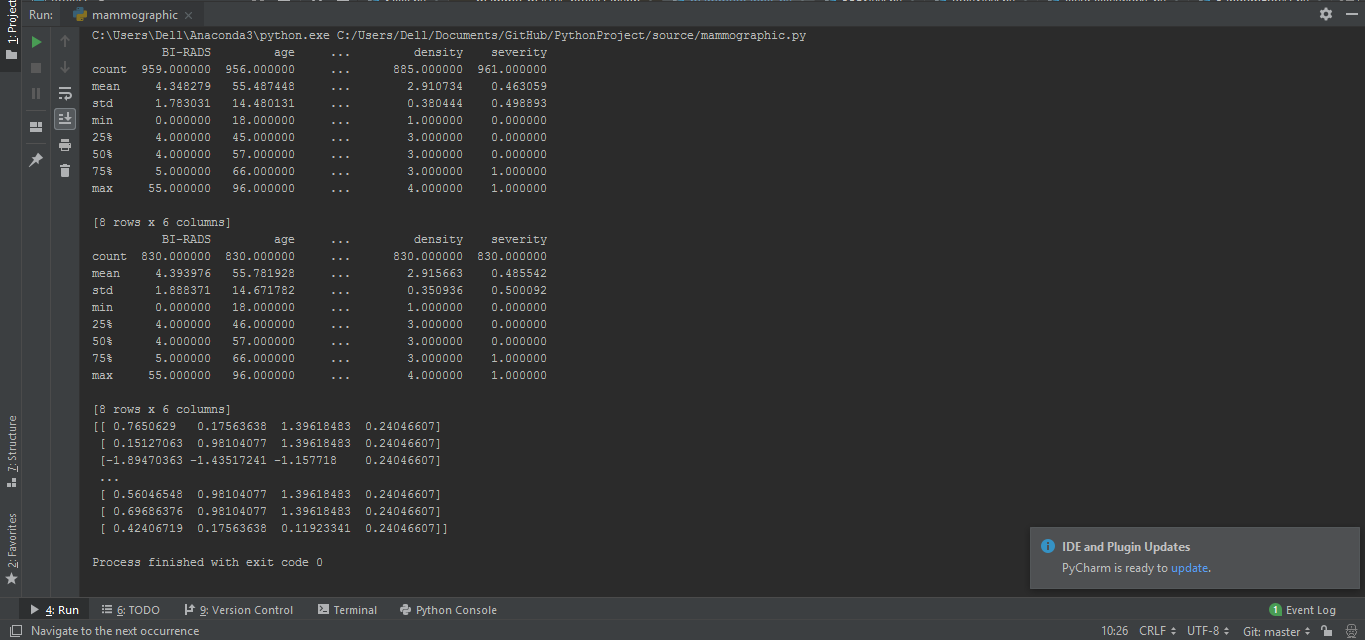 1: Project
Run: mammographic
C:\Users\Dell\Anaconda3\python.exe C:/Users/Dell/Documents/GitHub/PythonProject/source/mammographic.py
BI-RADS age ... density severity
count 959.000000 956.000000 ... 885.000000 961.000000
mean 4.348279 55.487448 ... 2.910734 0.463059
std 1.783031 14.480131 ... 0.380444 0.498893
min 0.000000 18.000000 ... 1.000000 0.000000
25% 4.000000 45.000000 ... 3.000000 0.000000
50% 4.000000 57.000000 ... 3.000000 0.000000
75% 5.000000 66.000000 ... 3.000000 1.000000
max 55.000000 96.000000 ... 4.000000 1.000000
[8 rows x 6 columns]
BI-RADS age ... density severity
count 830.000000 830.000000 ... 830.000000 830.000000
mean 4.393976 55.781928 ... 2.915663 0.485542
std 1.888371 14.671782 ... 0.350936 0.500092
min 0.000000 18.000000 ... 1.000000 0.000000
25% 4.000000 46.000000 ... 3.000000 0.000000
50% 4.000000 57.000000 ... 3.000000 0.000000
75% 5.000000 66.000000 ... 3.000000 1.000000
max 55.000000 96.000000 ... 4.000000 1.000000
[8 rows x 6 columns]
[[ 0.7650629 0.17563638 1.39618483 0.24046607]
[ 0.15127063 0.98104077 1.39618483 0.24046607]
[-1.89470363 -1.43517241 -1.157718 0.24046607]
...
[ 0.56046548 0.98104077 1.39618483 0.24046607]
[ 0.69686376 0.98104077 1.39618483 0.24046607]
[ 0.42406719 0.17563638 0.11923341 0.24046607]]
Process finished with exit code 0
7: Structure
2: Favorites
IDE and Plugin Updates
PyCharm is ready to update.
4: Run 6: TODO 9: Version Control Terminal Python Console 1 Event Log
Navigate to the next occurrence 10:26 CRLF UTF-8 Git: master